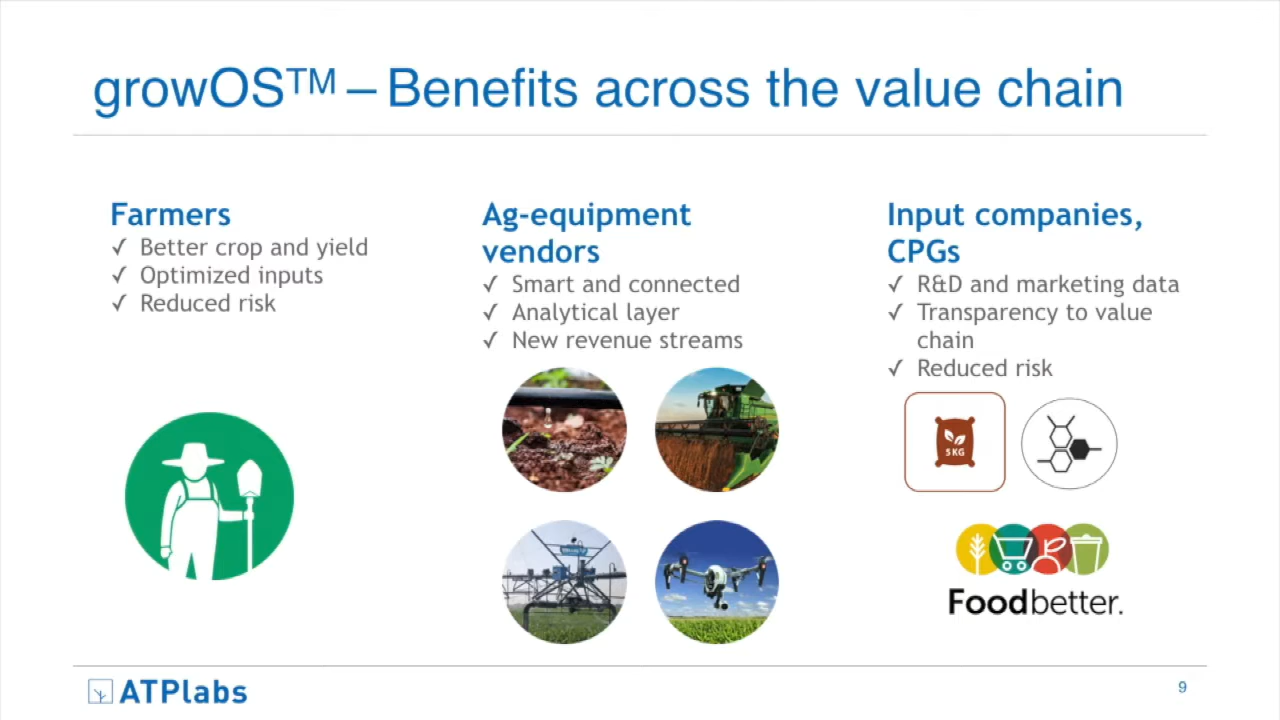 growOS™ – Benefits across the value chain
Farmers
✓ Better crop and yield
✓ Optimized inputs
✓ Reduced risk
Ag-equipment
vendors
✓ Smart and connected
✓ Analytical layer
✓ New revenue streams
Input companies,
CPGs
✓ R&D and marketing data
✓ Transparency to value
chain
✓ Reduced risk
5 KG
Foodbetter.
ATPlabs
9